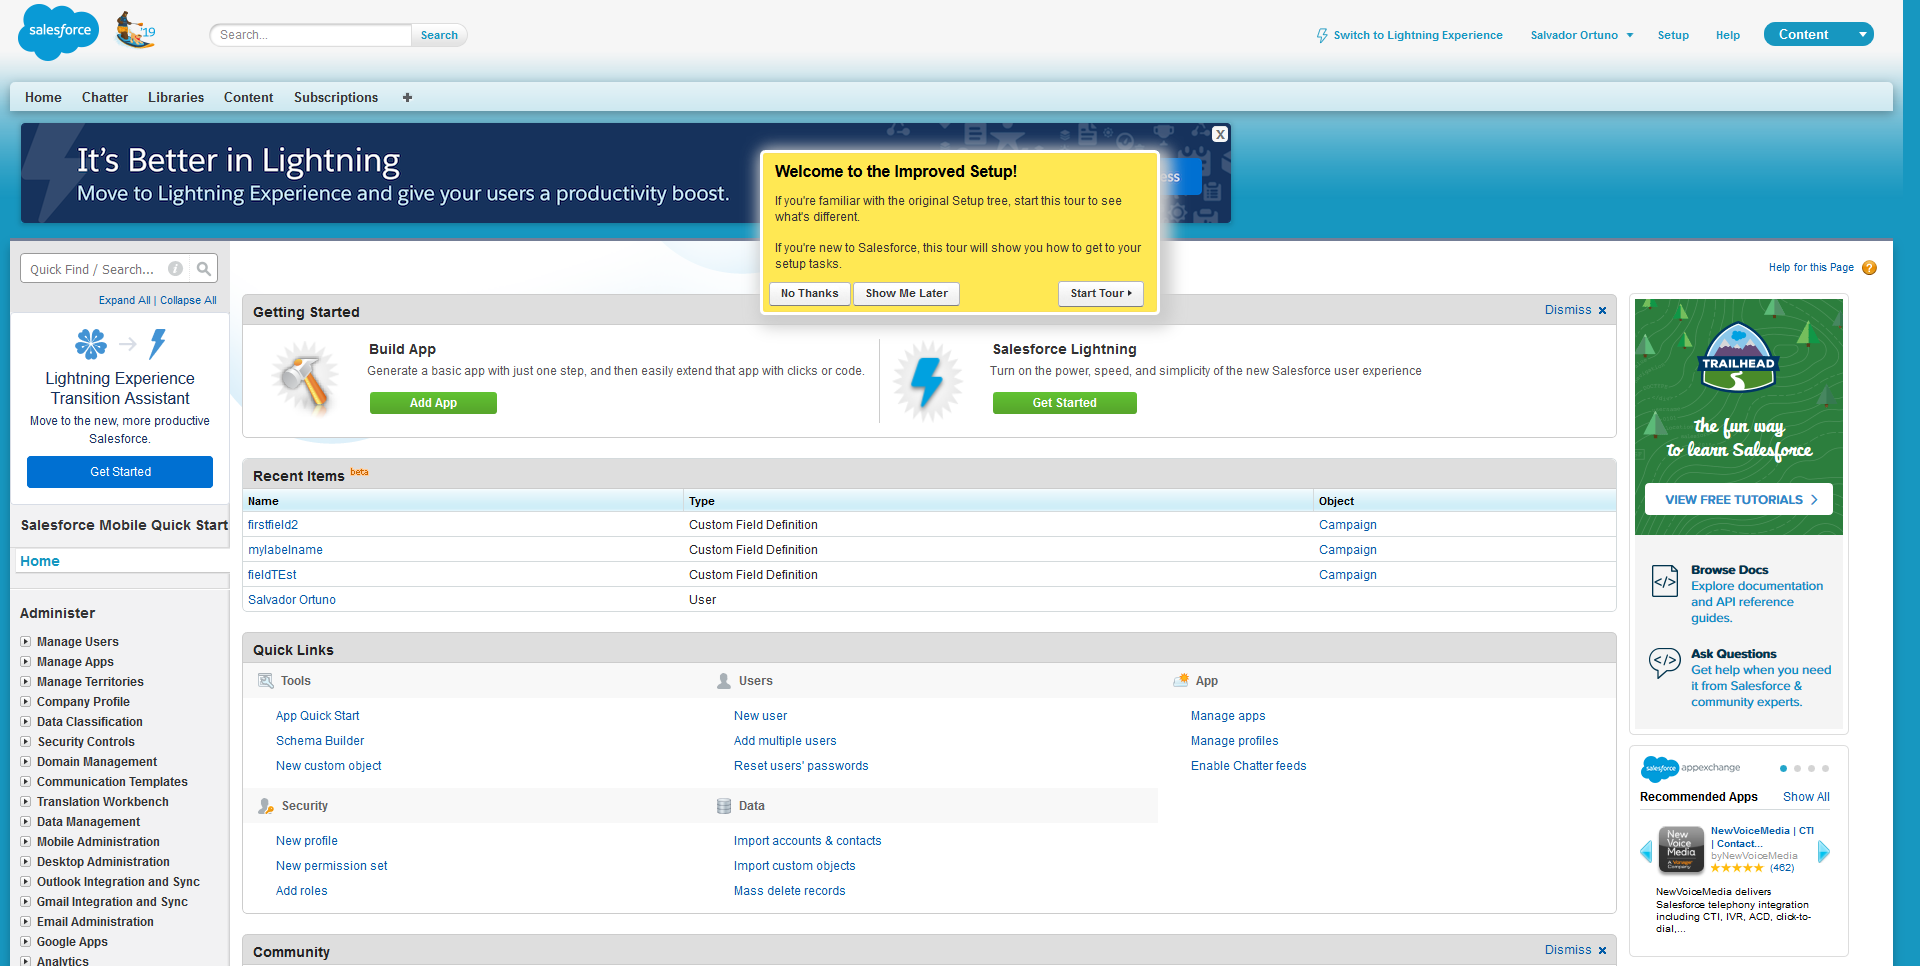 salesforce
'19
Search...
Search
Switch to Lightning Experience
Salvador Ortuno
Setup
Help
Content
Home
Chatter
Libraries
Content
Subscriptions
+
It's Better in Lightning
Move to Lightning Experience and give your users a productivity boost.
ess
X
Welcome to the Improved Setup!
If you're familiar with the original Setup tree, start this tour to see
what's different.
If you're new to Salesforce, this tour will show you how to get to your
setup tasks.
No Thanks
Show Me Later
Start Tour
Quick Find / Search...
Expand All | Collapse All
Lightning Experience
Transition Assistant
Move to the new, more productive
Salesforce.
Get Started
Salesforce Mobile Quick Start
Home
Administer
Manage Users
Manage Apps
Manage Territories
Company Profile
Data Classification
Security Controls
Domain Management
Communication Templates
Translation Workbench
Data Management
Mobile Administration
Desktop Administration
Outlook Integration and Sync
Gmail Integration and Sync
Email Administration
Google Apps
Analytics
Help for this Page
Getting Started
Dismiss
Build App
Generate a basic app with just one step, and then easily extend that app with clicks or code.
Add App
Salesforce Lightning
Turn on the power, speed, and simplicity of the new Salesforce user experience
Get Started
Recent Items beta
Name Type Object
firstfield2 Custom Field Definition Campaign
mylabelname Custom Field Definition Campaign
fieldTEst Custom Field Definition Campaign
Salvador Ortuno User
Quick Links
Tools
App Quick Start
Schema Builder
New custom object
Users
New user
Add multiple users
Reset users' passwords
App
Manage apps
Manage profiles
Enable Chatter feeds
Security
New profile
New permission set
Add roles
Data
Import accounts & contacts
Import custom objects
Mass delete records
Community
Dismiss
TRAILHEAD
the fun way
to learn Salesforce
VIEW FREE TUTORIALS
</>
Browse Docs
Explore documentation
and API reference
guides.
</>
Ask Questions
Get help when you need
it from Salesforce &
community experts.
salesforce appexchange
Recommended Apps
Show All
New
Voice
Media
A Vonage
Company
NewVoiceMedia | CTI
| Contact...
byNewVoiceMedia
(462)
NewVoiceMedia delivers
Salesforce telephony integration
including CTI, IVR, ACD, click-to-
dial,...